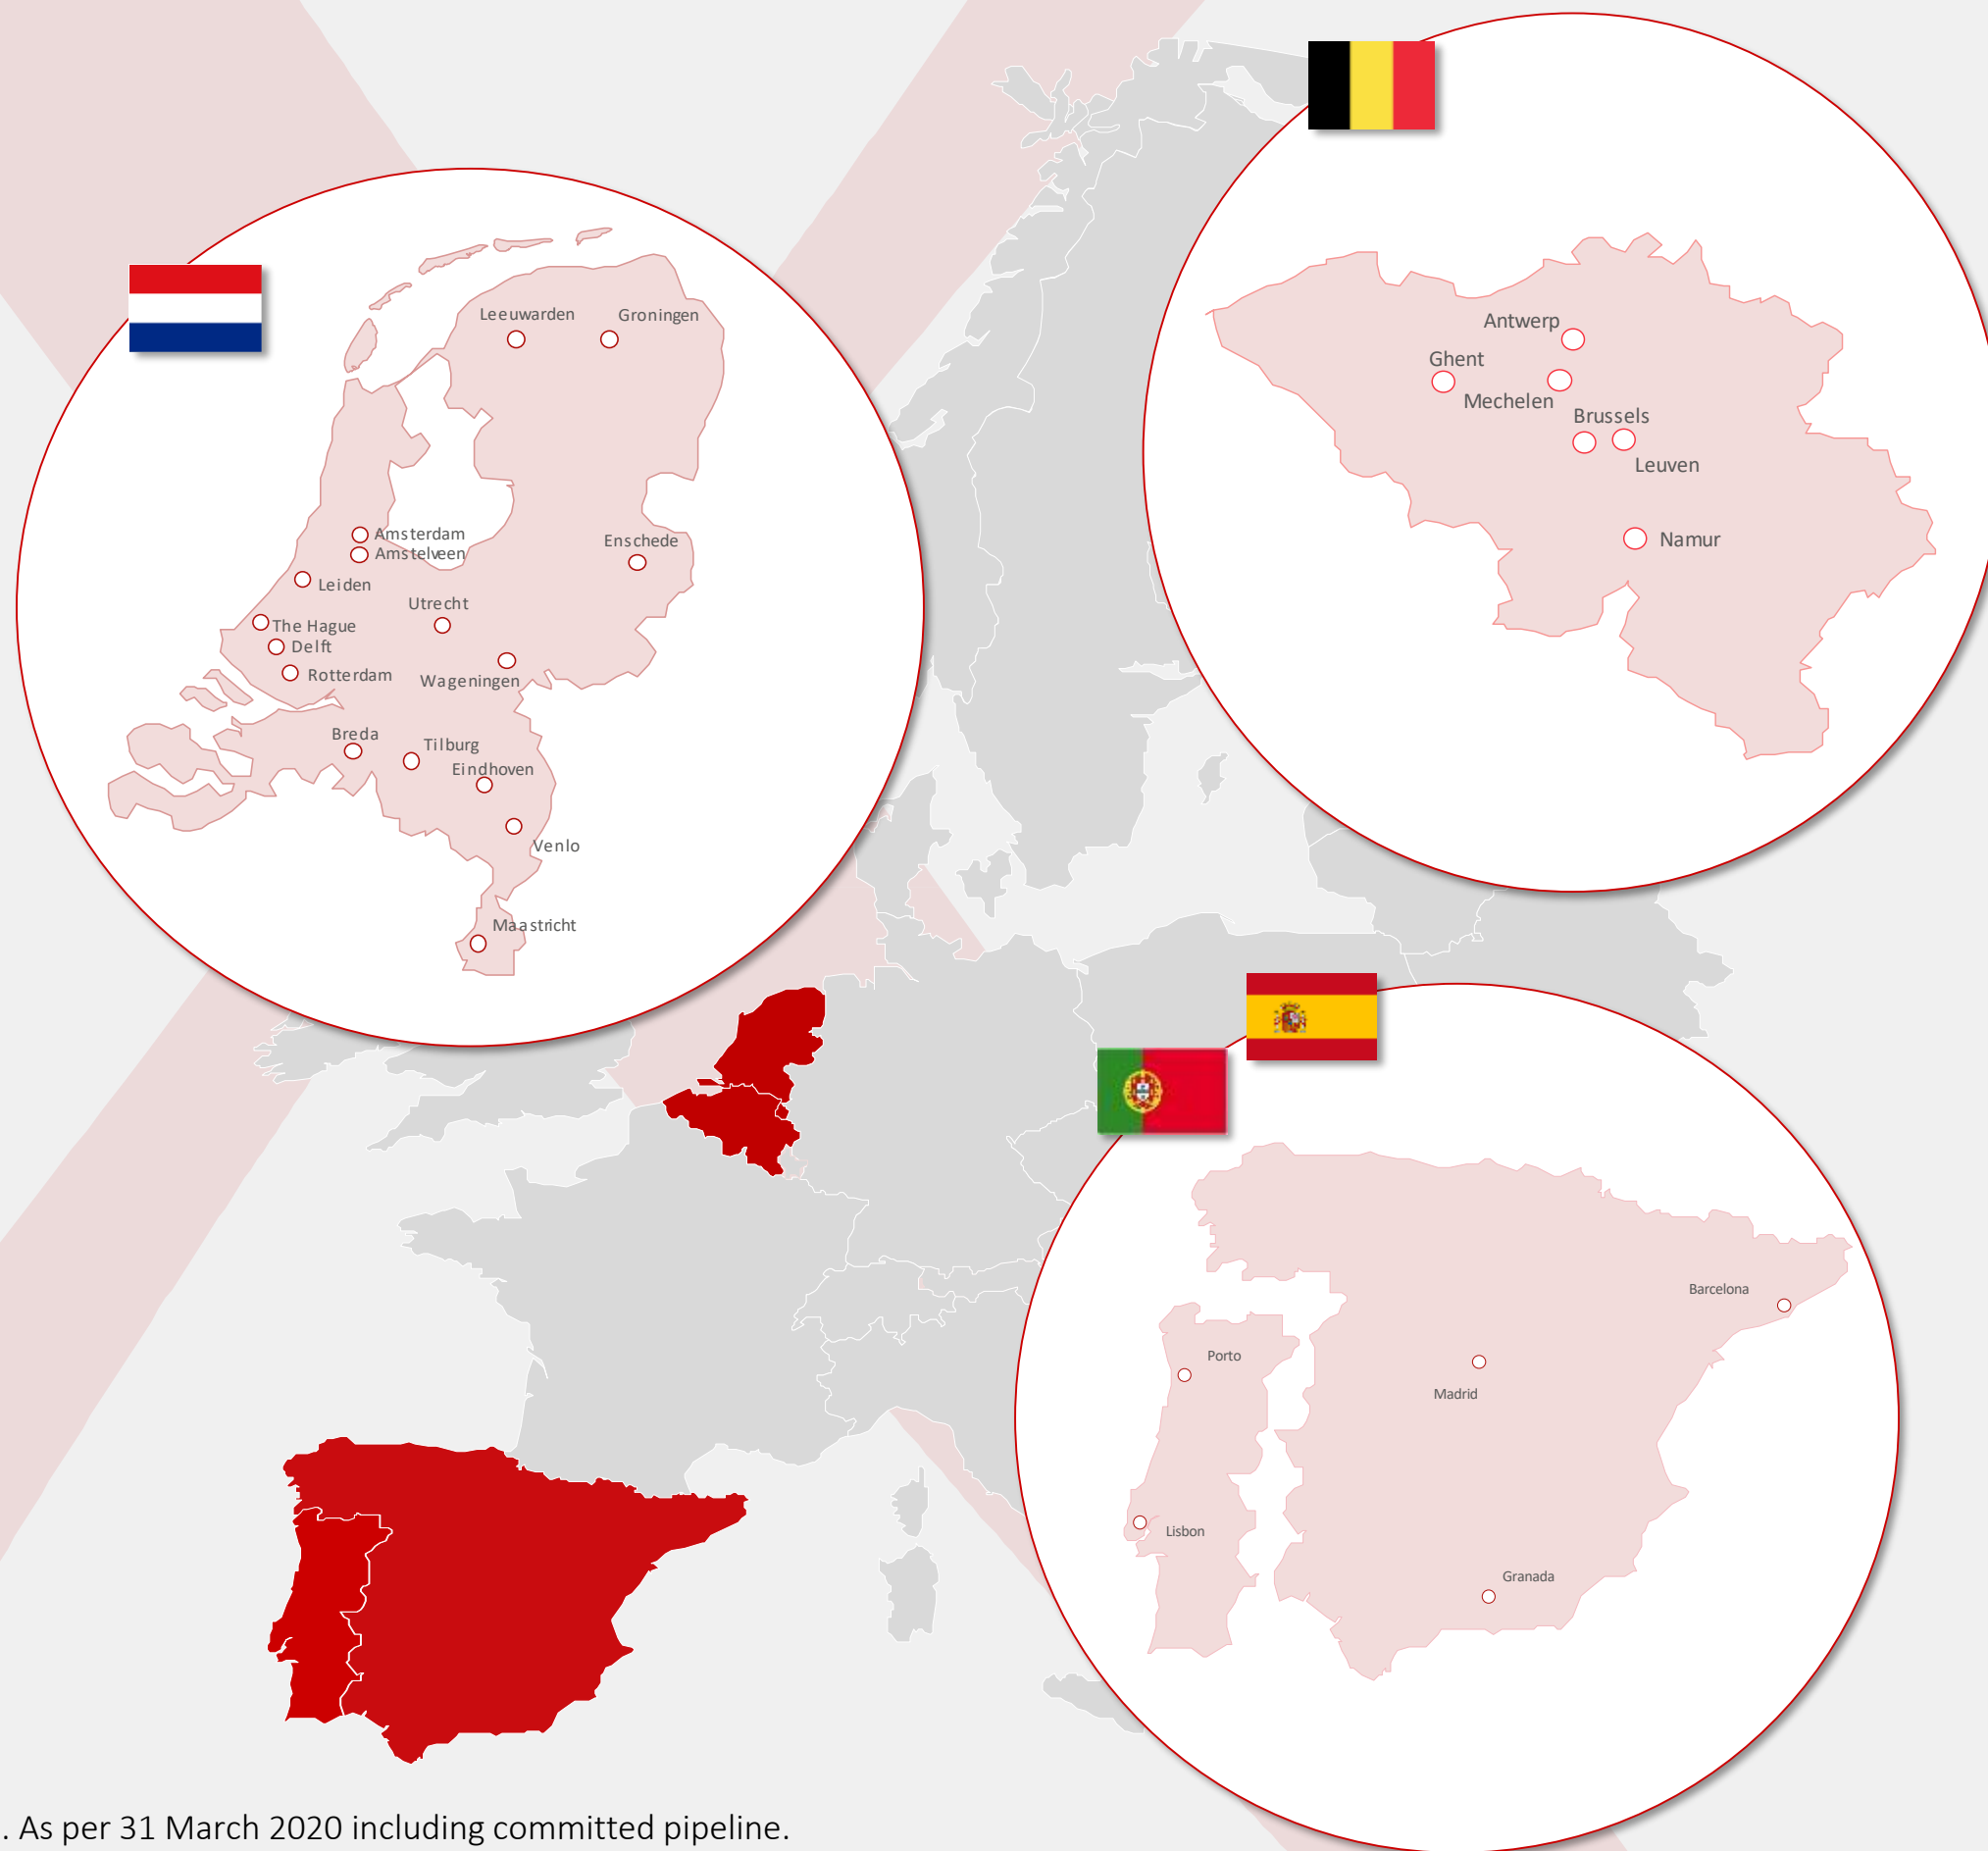 Leeuwarden
Groningen
Amsterdam
Amstelveen
Enschede
Leiden
Utrecht
The Hague
Delft
Rotterdam
Wageningen
Breda
Tilburg
Eindhoven
Venlo
Maastricht
Antwerp
Ghent
Mechelen
Brussels
Leuven
Namur
Barcelona
Porto
Madrid
Lisbon
Granada
. As per 31 March 2020 including committed pipeline.